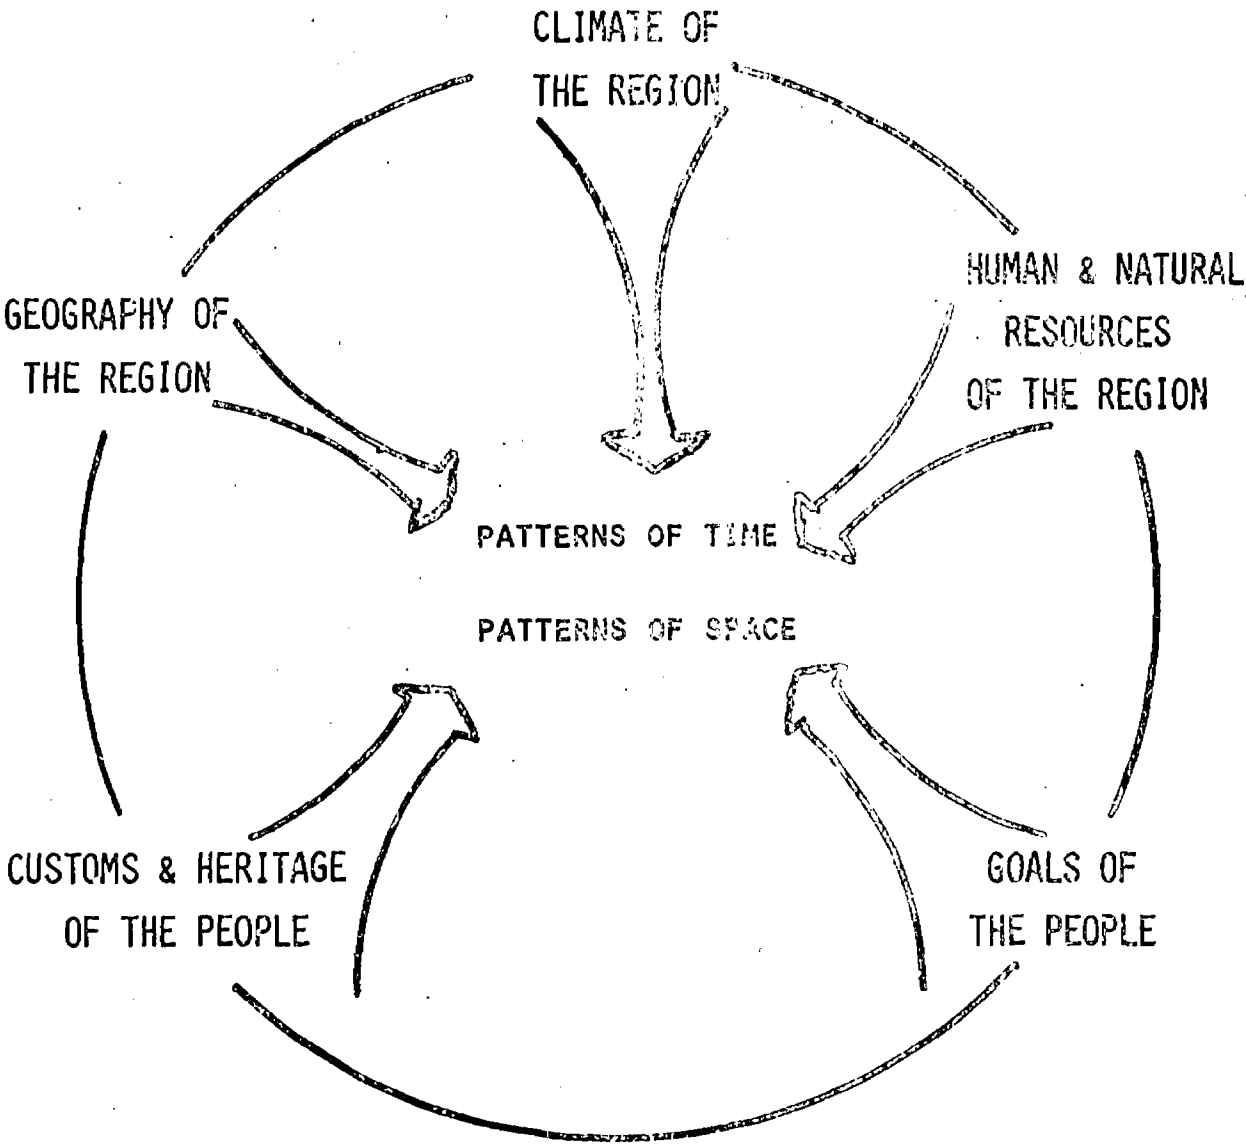 CLIMATE OF
THE REGION
HUMAN & NATURAL
RESOURCES
OF THE REGION
GEOGRAPHY OF
THE REGION
PATTERNS OF TIME
PATTERNS OF SPACE
CUSTOMS & HERITAGE
OF THE PEOPLE
GOALS OF
THE PEOPLE